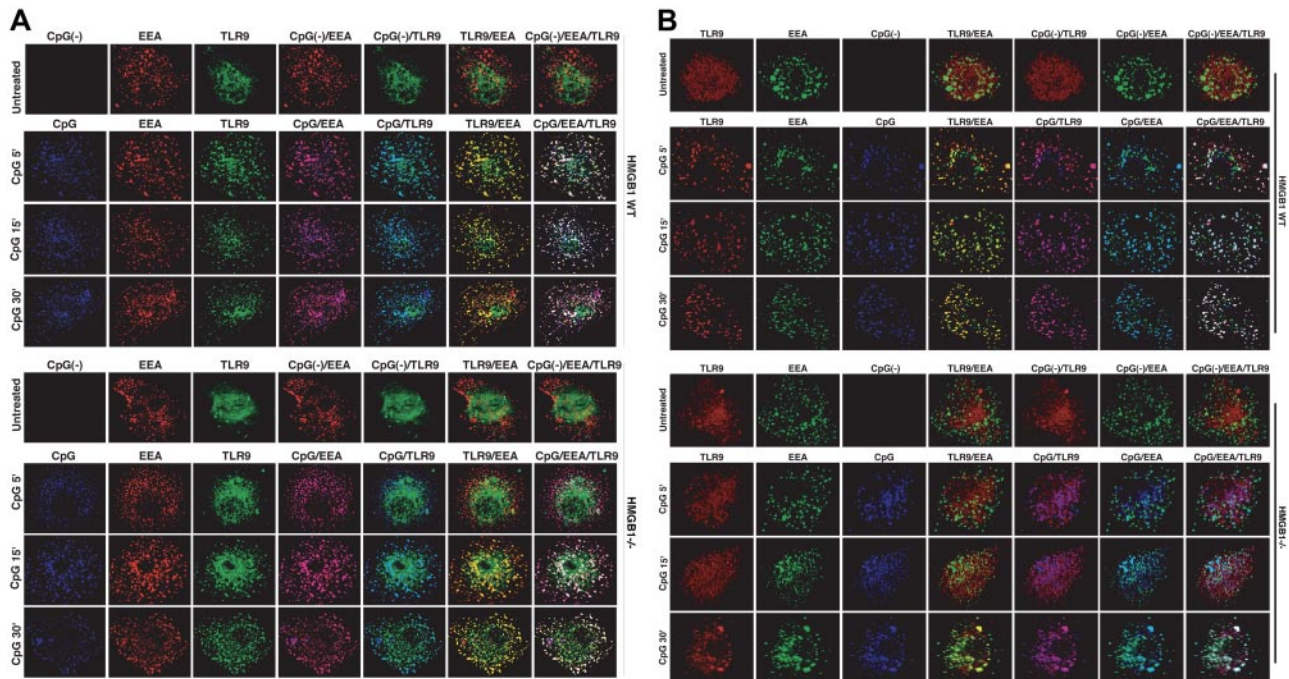 A
CpG(-) EEA TLR9 CpG(-)/EEA CpG(-)/TLR9 TLR9/EEA CpG(-)/EEA/TLR9
Untreated
CpG EEA TLR9 CpG/EEA CpG/TLR9 TLR9/EEA CpG/EEA/TLR9
CpG 5'
CpG 15'
CpG 30'
HMGB1 WT
CpG(-) EEA TLR9 CpG(-)/EEA CpG(-)/TLR9 TLR9/EEA CpG(-)/EEA/TLR9
Untreated
CpG EEA TLR9 CpG/EEA CpG/TLR9 TLR9/EEA CpG/EEA/TLR9
CpG 5'
CpG 15'
CpG 30'
HMGB1-/-
B
TLR9 EEA CpG(-) TLR9/EEA CpG(-)/TLR9 CpG(-)/EEA CpG(-)/EEA/TLR9
Untreated
TLR9 EEA CpG TLR9/EEA CpG/TLR9 CpG/EEA CpG/EEA/TLR9
CpG 5'
CpG 15'
CpG 30'
HMGB1 WT
TLR9 EEA CpG(-) TLR9/EEA CpG(-)/TLR9 CpG(-)/EEA CpG(-)/EEA/TLR9
Untreated
TLR9 EEA CpG TLR9/EEA CpG/TLR9 CpG/EEA CpG/EEA/TLR9
CpG 5'
CpG 15'
CpG 30'
HMGB1-/-